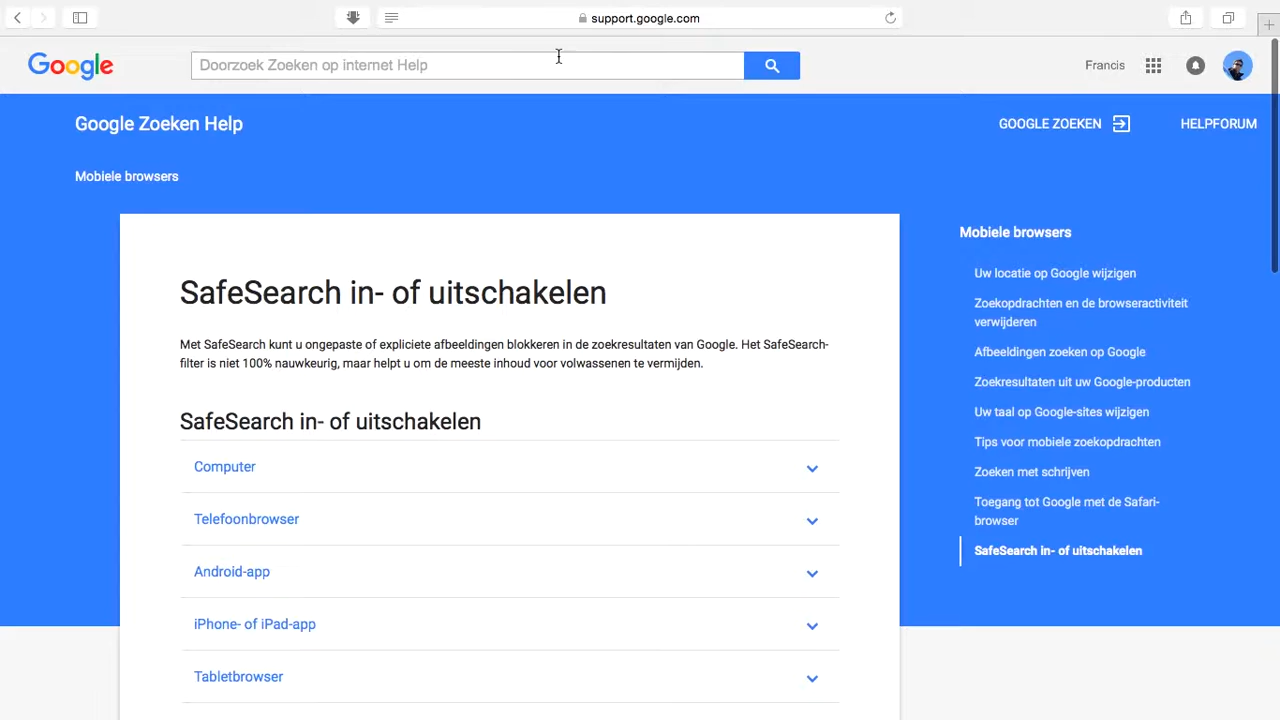 support.google.com
Google
Doorzoek Zoeken op internet Help
Francis
Google Zoeken Help
GOOGLE ZOEKEN
HELPFORUM
Mobiele browsers
SafeSearch in- of uitschakelen
Met SafeSearch kunt u ongepaste of expliciete afbeeldingen blokkeren in de zoekresultaten van Google. Het SafeSearch-
filter is niet 100% nauwkeurig, maar helpt u om de meeste inhoud voor volwassenen te vermijden.
SafeSearch in- of uitschakelen
Computer
Telefoonbrowser
Android-app
iPhone- of iPad-app
Tabletbrowser
Mobiele browsers
Uw locatie op Google wijzigen
Zoekopdrachten en de browseractiviteit
verwijderen
Afbeeldingen zoeken op Google
Zoekresultaten uit uw Google-producten
Uw taal op Google-sites wijzigen
Tips voor mobiele zoekopdrachten
Zoeken met schrijven
Toegang tot Google met de Safari-
browser
SafeSearch in- of uitschakelen